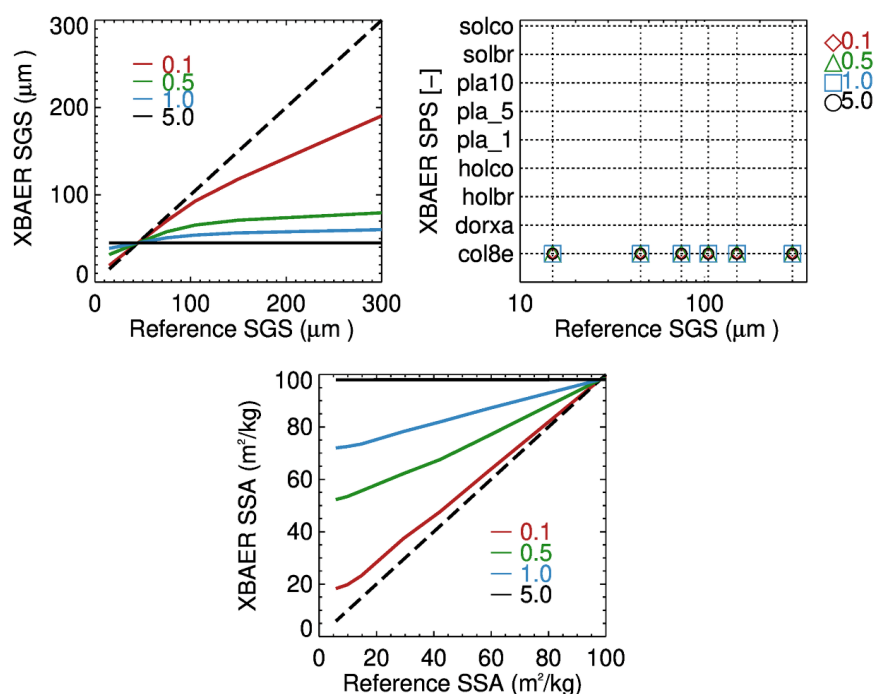 300
200
100
0
XBAER SGS (μm)
0.1
0.5
1.0
5.0
0 100 200 300
Reference SGS (μm )
solco
solbr
pla10
pla_5
pla_1
holco
holbr
dorxa
col8e
XBAER SPS [−]
10 100
Reference SGS (μm )
0.1
0.5
1.0
5.0
100
80
60
40
20
0
XBAER SSA (m²/kg)
0.1
0.5
1.0
5.0
0 20 40 60 80 100
Reference SSA (m²/kg)